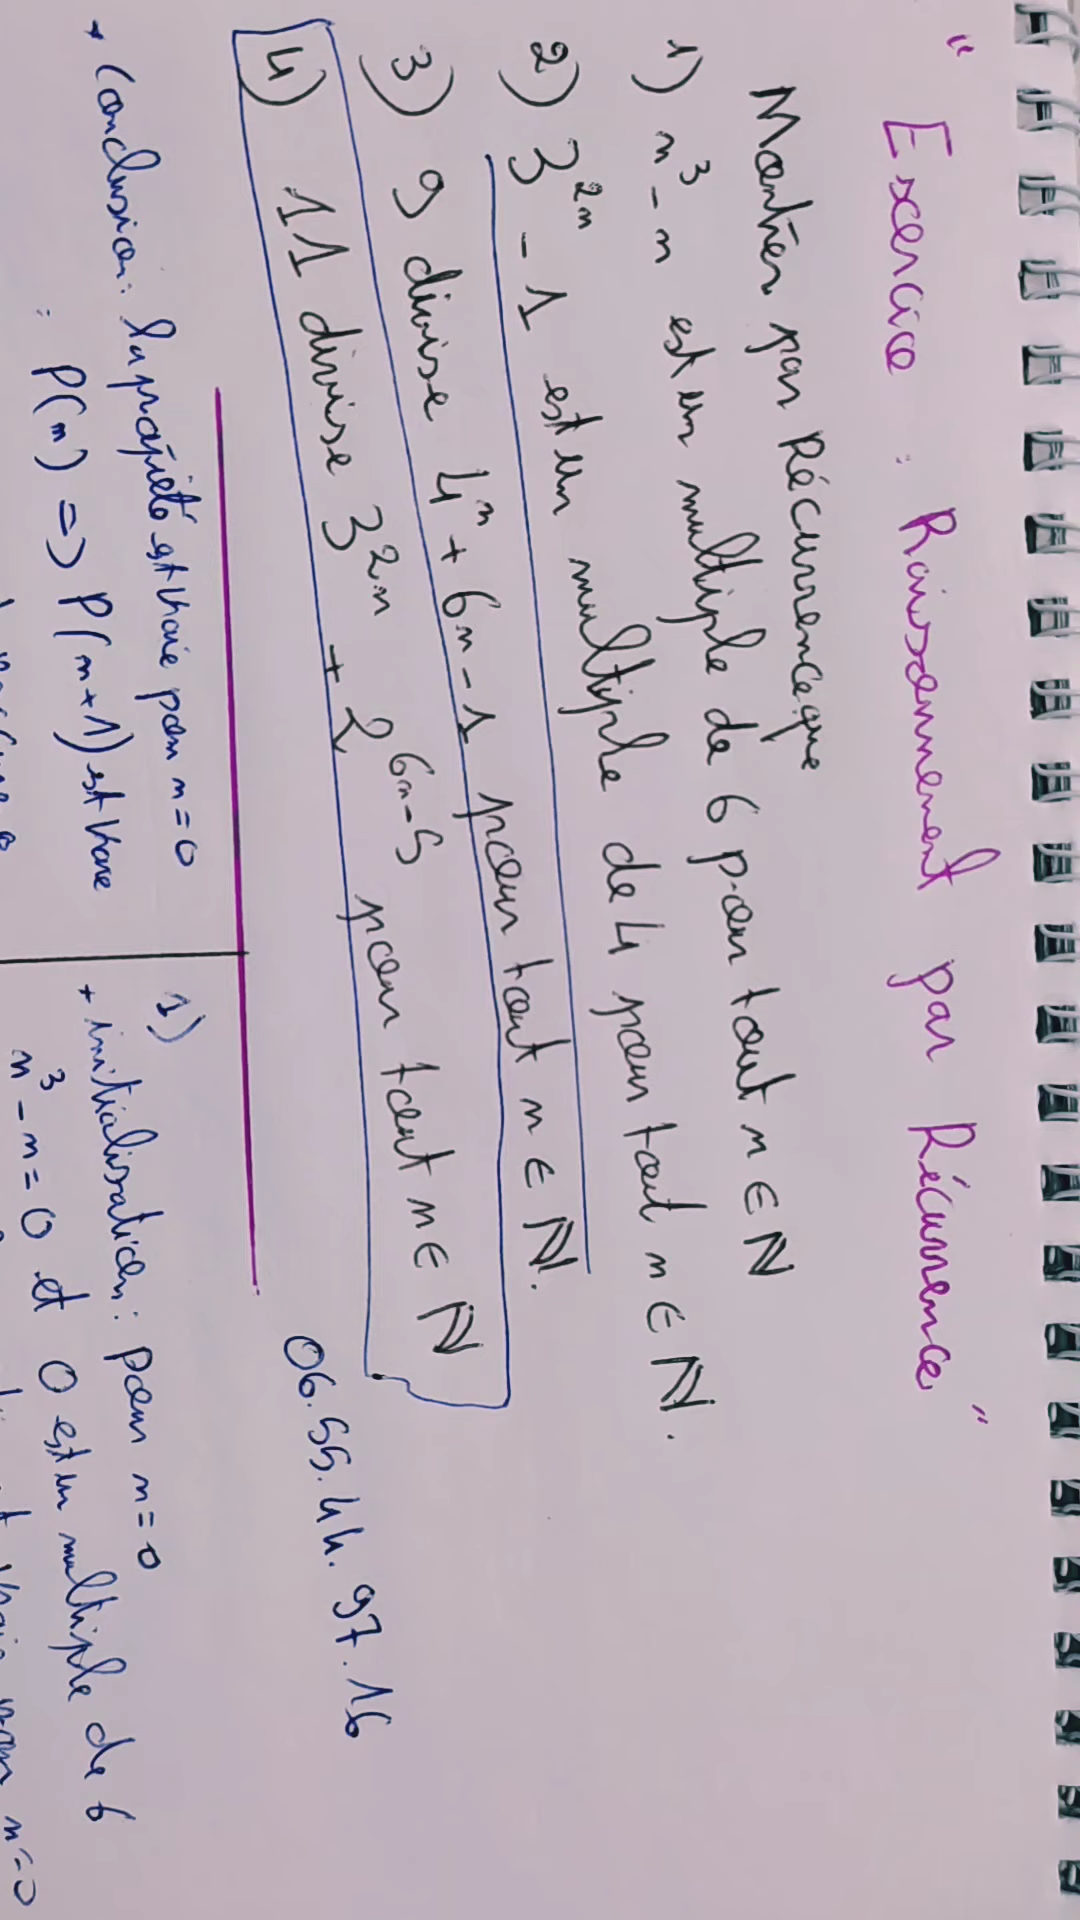 " Exercice : Raisonnement par Récurrence "
Montrer par Récurrence que
1) n³ - n est un multiple de 6 pour tout n ∈ ℕ
2) 3²ⁿ - 1 est un multiple de 4 pour tout n ∈ ℕ.
3) 9 divise 4ⁿ + 6n - 1 pour tout n ∈ ℕ.
4) 11 divise 3²ⁿ + 2⁶ⁿ⁻⁵ pour tout n ∈ ℕ
06.55.44.97.16
+ Conclusion: la propriété est vraie pour n = 0
: P(n) => P(n+1) est vraie
1)
+ initialisation: pour n = 0
n³ - n = 0 et 0 est un multiple de 6